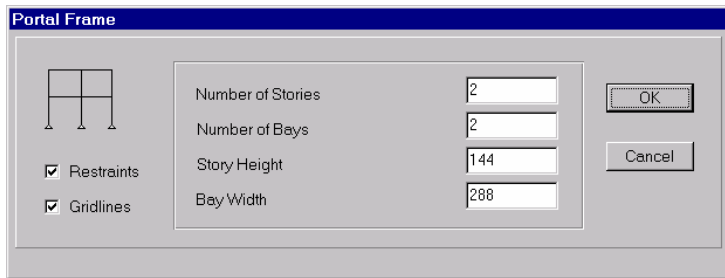 Portal Frame
Number of Stories 2
Number of Bays 2
Story Height 144
Bay Width 288
Restraints
Gridlines
OK
Cancel